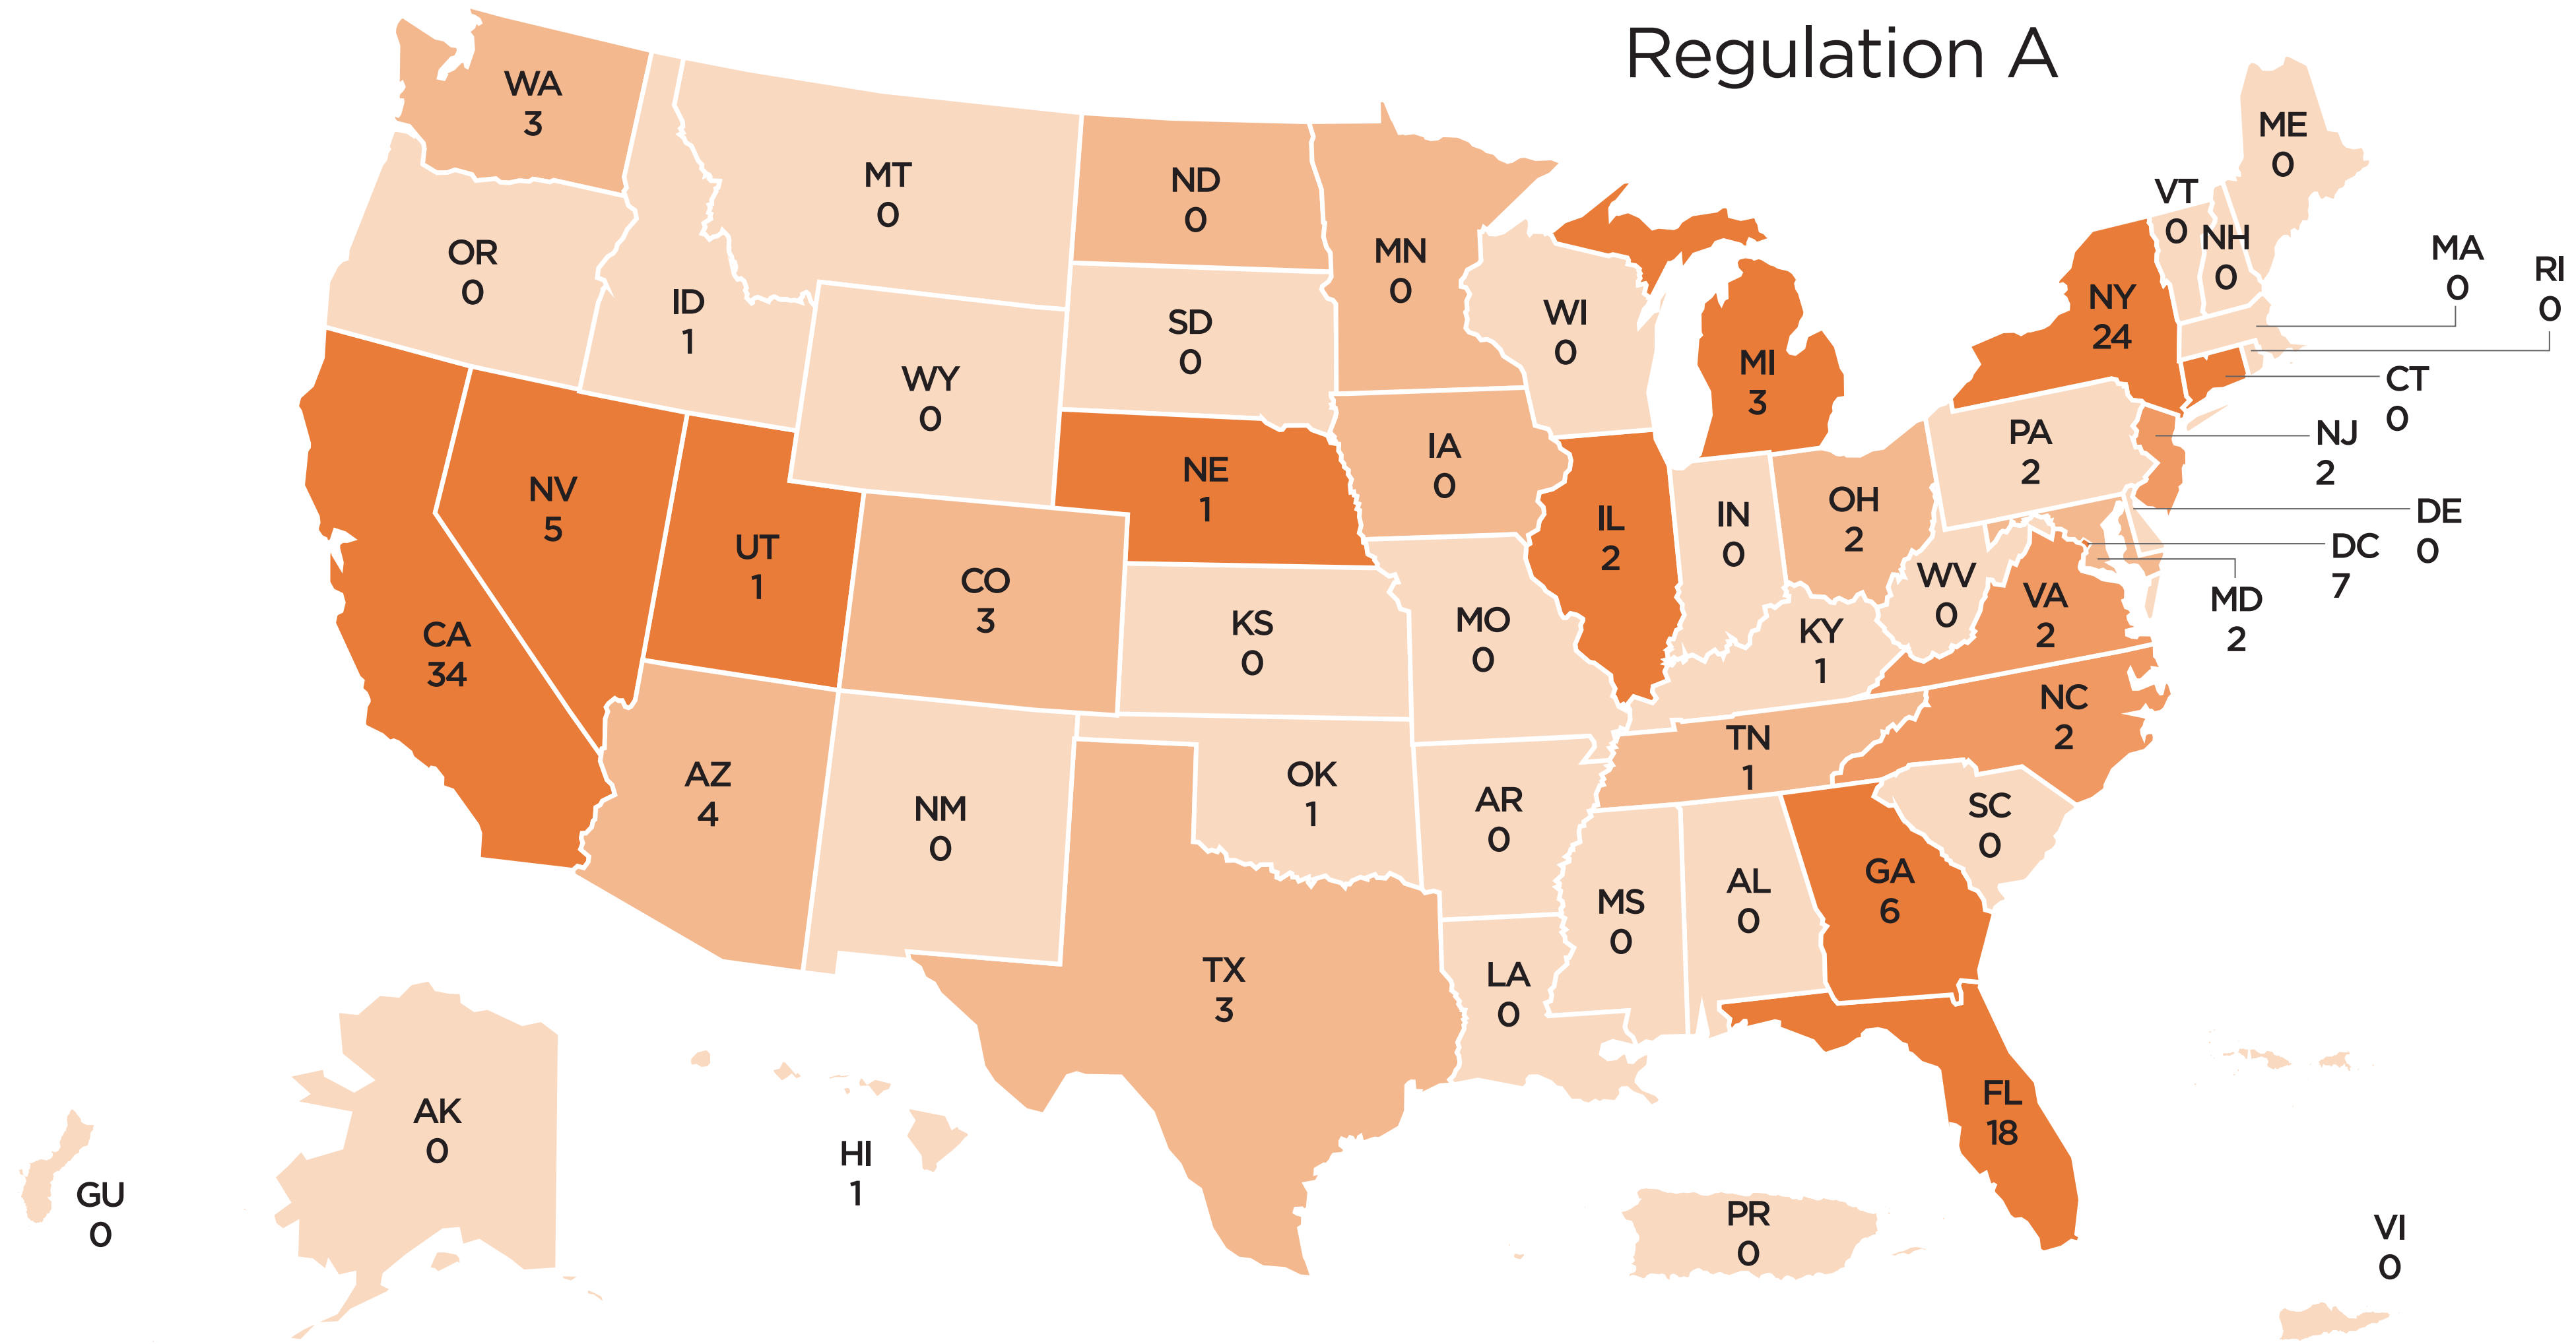 Regulation A
WA
3
MT
0
ND
0
ME
0
VT
0
NH
0
OR
0
ID
1
MN
0
MA
0
RI
0
WI
0
SD
0
NY
24
WY
0
MI
3
CT
0
NJ
2
PA
2
IA
0
NE
1
NV
5
OH
2
IN
0
IL
2
DE
0
DC
7
UT
1
CO
3
WV
0
VA
2
MD
2
CA
34
KS
0
MO
0
KY
1
NC
2
TN
1
AZ
4
NM
0
OK
1
AR
0
SC
0
GA
6
AL
0
MS
0
LA
0
TX
3
FL
18
AK
0
HI
1
GU
0
PR
0
VI
0